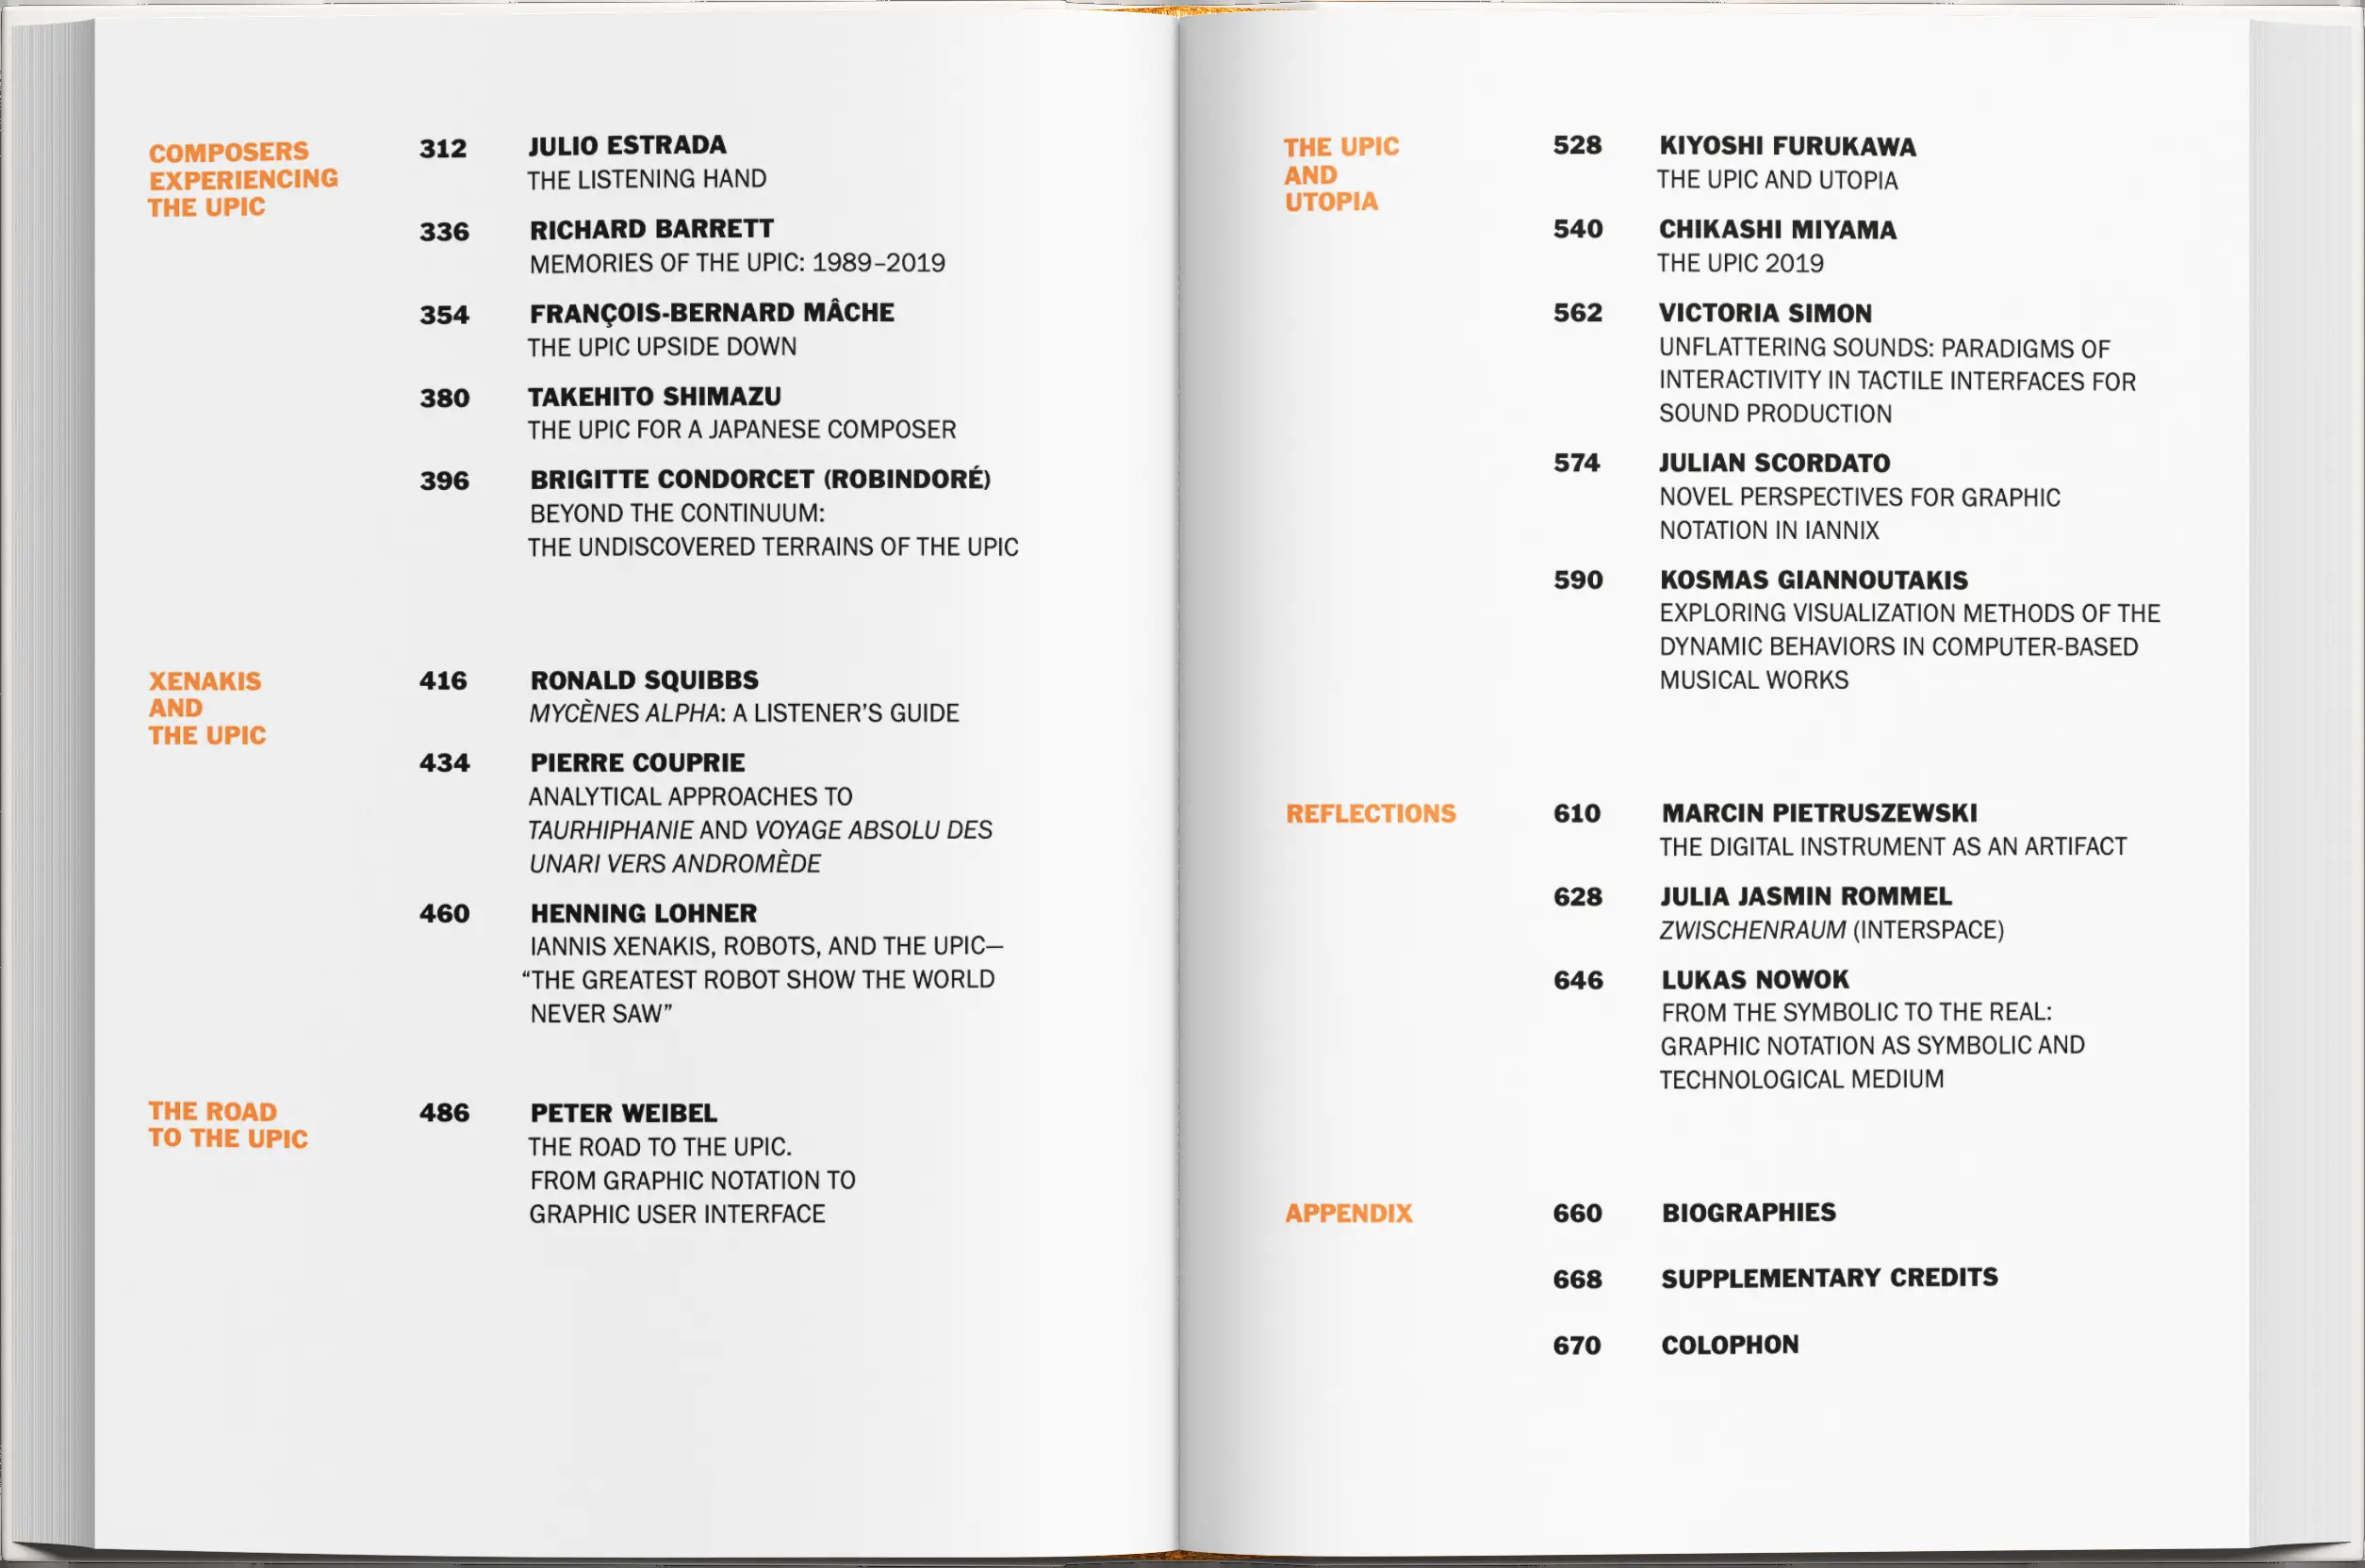 COMPOSERS
EXPERIENCING
THE UPIC
312 JULIO ESTRADA
THE LISTENING HAND
336 RICHARD BARRETT
MEMORIES OF THE UPIC: 1989–2019
354 FRANÇOIS-BERNARD MÂCHE
THE UPIC UPSIDE DOWN
380 TAKEHITO SHIMAZU
THE UPIC FOR A JAPANESE COMPOSER
396 BRIGITTE CONDORCET (ROBINDORÉ)
BEYOND THE CONTINUUM:
THE UNDISCOVERED TERRAINS OF THE UPIC
XENAKIS
AND
THE UPIC
416 RONALD SQUIBBS
MYCÈNES ALPHA: A LISTENER’S GUIDE
434 PIERRE COUPRIE
ANALYTICAL APPROACHES TO
TAURHIPHANIE AND VOYAGE ABSOLU DES
UNARI VERS ANDROMÈDE
460 HENNING LOHNER
IANNIS XENAKIS, ROBOTS, AND THE UPIC—
“THE GREATEST ROBOT SHOW THE WORLD
NEVER SAW”
THE ROAD
TO THE UPIC
486 PETER WEIBEL
THE ROAD TO THE UPIC.
FROM GRAPHIC NOTATION TO
GRAPHIC USER INTERFACE
THE UPIC
AND
UTOPIA
528 KIYOSHI FURUKAWA
THE UPIC AND UTOPIA
540 CHIKASHI MIYAMA
THE UPIC 2019
562 VICTORIA SIMON
UNFLATTERING SOUNDS: PARADIGMS OF
INTERACTIVITY IN TACTILE INTERFACES FOR
SOUND PRODUCTION
574 JULIAN SCORDATO
NOVEL PERSPECTIVES FOR GRAPHIC
NOTATION IN IANNIX
590 KOSMAS GIANNOUTAKIS
EXPLORING VISUALIZATION METHODS OF THE
DYNAMIC BEHAVIORS IN COMPUTER-BASED
MUSICAL WORKS
REFLECTIONS
610 MARCIN PIETRUSZEWSKI
THE DIGITAL INSTRUMENT AS AN ARTIFACT
628 JULIA JASMIN ROMMEL
ZWISCHENRAUM (INTERSPACE)
646 LUKAS NOWOK
FROM THE SYMBOLIC TO THE REAL:
GRAPHIC NOTATION AS SYMBOLIC AND
TECHNOLOGICAL MEDIUM
APPENDIX
660 BIOGRAPHIES
668 SUPPLEMENTARY CREDITS
670 COLOPHON